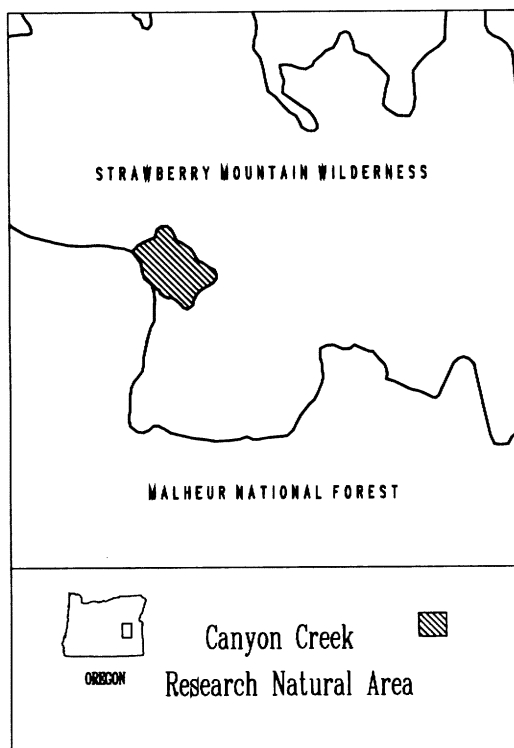 STRAWBERRY MOUNTAIN WILDERNESS
MALHEUR NATIONAL FOREST
OREGON
Canyon Creek
Research Natural Area